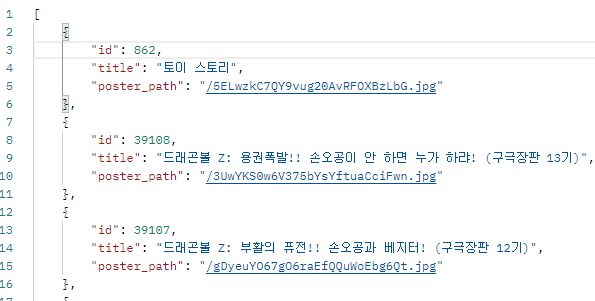 1 [
2 {
3 "id": 862,
4 "title": "토이 스토리",
5 "poster_path": "/5ELwzkC7QY9vug20AvRFOXBzLbG.jpg"
6 },
7 {
8 "id": 39108,
9 "title": "드래곤볼 Z: 용권폭발!! 손오공이 안 하면 누가 하랴! (구극장판 13기)",
10 "poster_path": "/3UwYKS0w6V375bYsYftuaCciFwn.jpg"
11 },
12 {
13 "id": 39107,
14 "title": "드래곤볼 Z: 부활의 퓨전!! 손오공과 베지터! (구극장판 12기)",
15 "poster_path": "/gDyeuYO67gO6raEfQQuWoEbg6Qt.jpg"
16 },